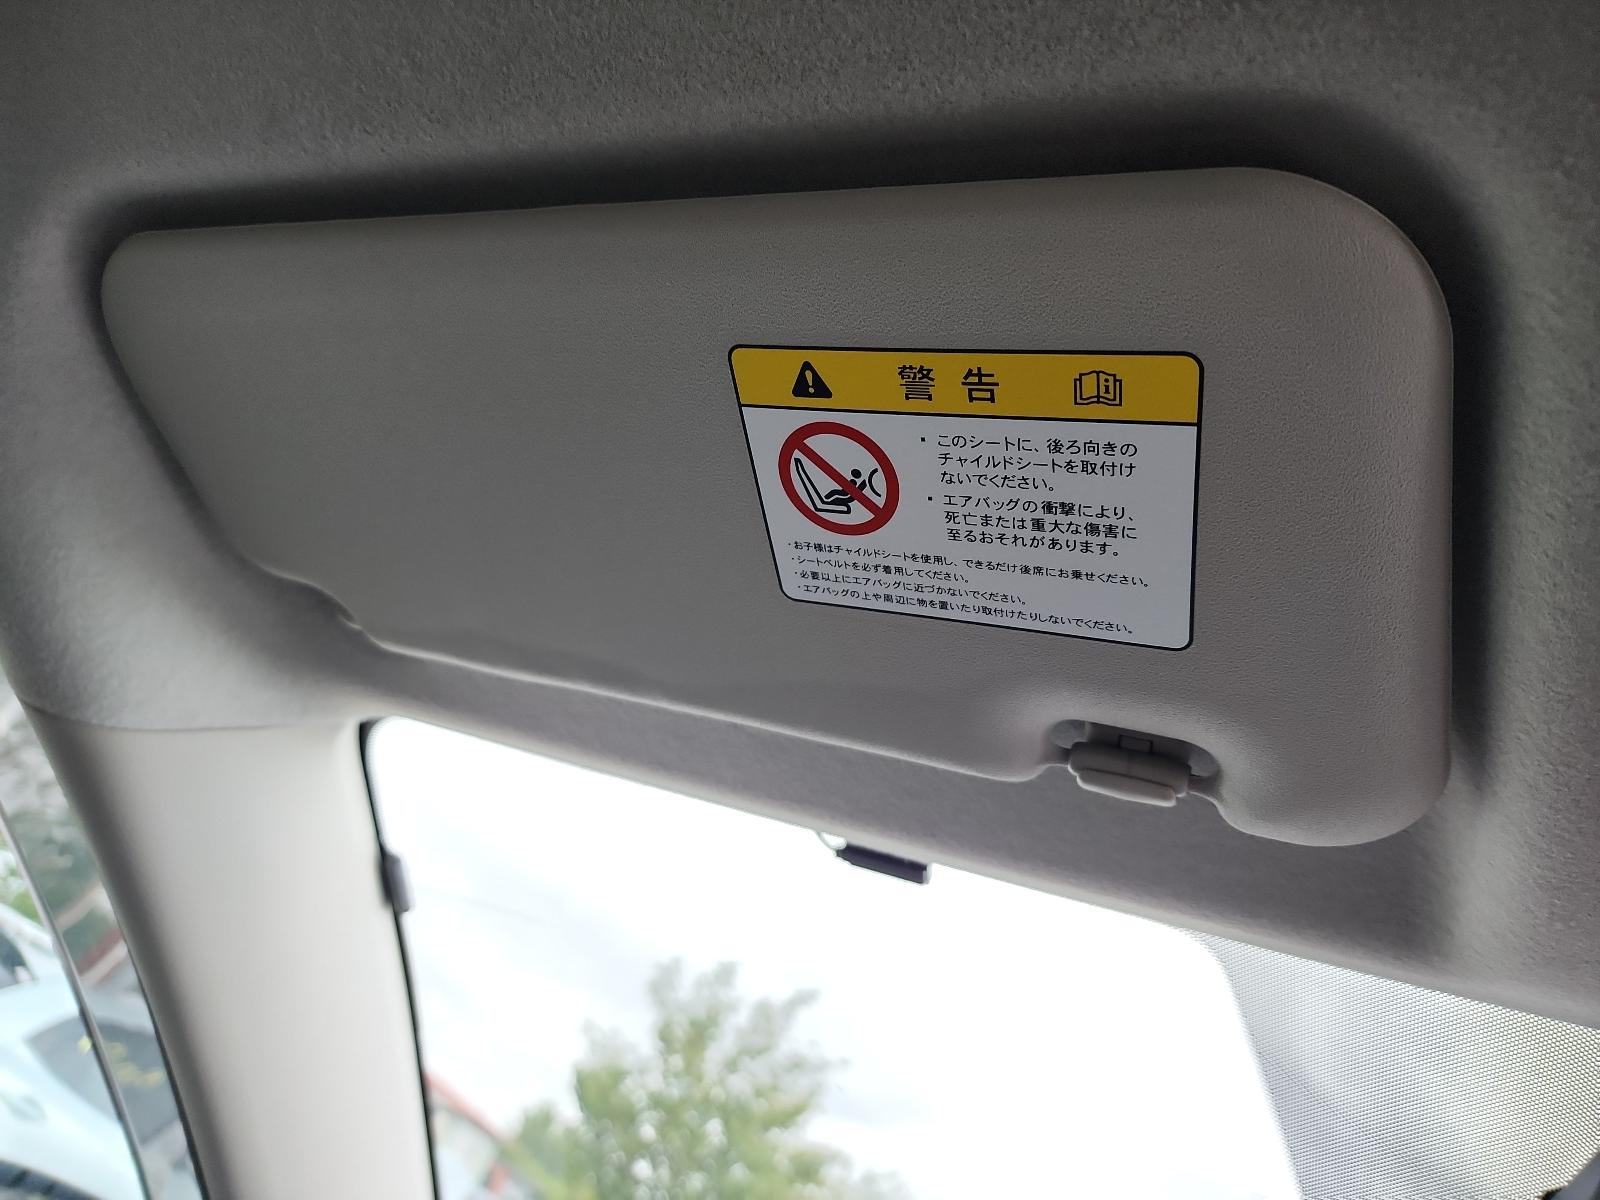 警告
▪ このシートに、後ろ向きの
チャイルドシートを取付け
ないでください。
▪ エアバッグの衝撃により、
死亡または重大な傷害に
至るおそれがあります。
・お子様はチャイルドシートを使用し、できるだけ後席にお乗せください。
・シートベルトを必ず着用してください。
・必要以上にエアバッグに近づかないでください。
・エアバッグの上や周辺に物を置いたり取付けたりしないでください。